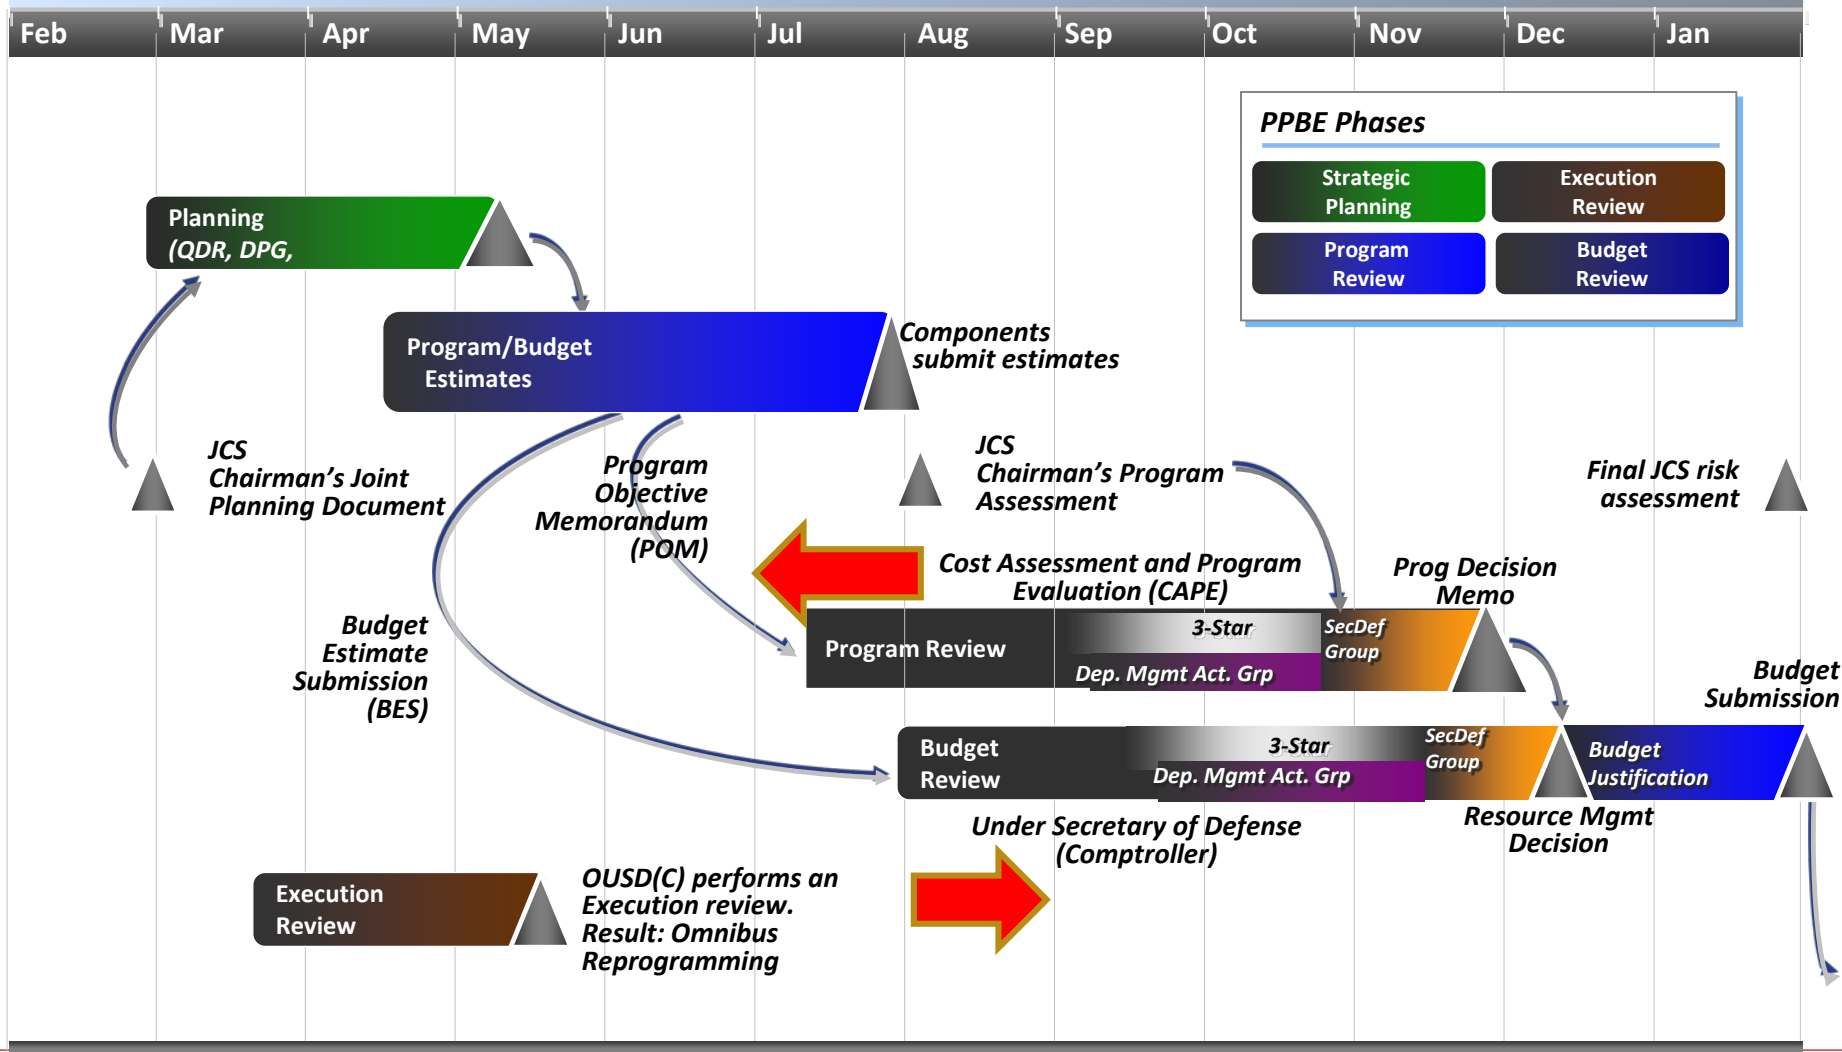 Feb Mar Apr May Jun Jul Aug Sep Oct Nov Dec Jan
PPBE Phases
Strategic
Planning
Execution
Review
Program
Review
Budget
Review
Planning
(QDR, DPG,
Program/Budget
Estimates
Components
submit estimates
JCS
Chairman's Joint
Planning Document
Program
Objective
Memorandum
(POM)
JCS
Chairman's Program
Assessment
Final JCS risk
assessment
Cost Assessment and Program
Evaluation (CAPE)
Prog Decision
Memo
Budget
Estimate
Submission
(BES)
Program Review
3-Star
Dep. Mgmt Act. Grp
SecDef
Group
Budget
Submission
Budget
Review
3-Star
Dep. Mgmt Act. Grp
SecDef
Group
Budget
Justification
Under Secretary of Defense
(Comptroller)
Resource Mgmt
Decision
Execution
Review
OUSD(C) performs an
Execution review.
Result: Omnibus
Reprogramming